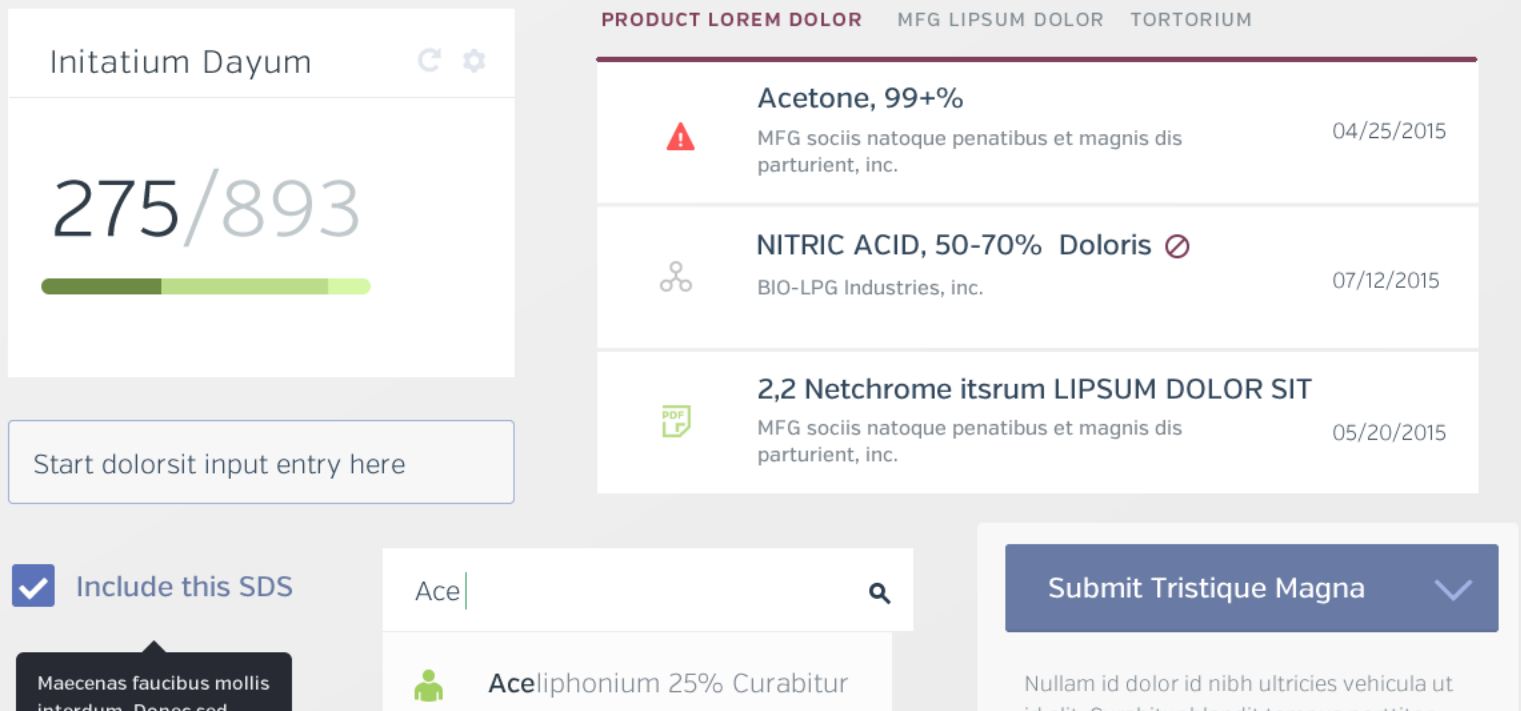 Initatium Dayum
275/893
Start dolorsit input entry here
Include this SDS
Maecenas faucibus mollis
interdum. Donec sed
PRODUCT LOREM DOLOR MFG LIPSUM DOLOR TORTORIUM
Acetone, 99+%
MFG sociis natoque penatibus et magnis dis
parturient, inc.
04/25/2015
NITRIC ACID, 50-70% Doloris
BIO-LPG Industries, inc.
07/12/2015
PDF
2,2 Netchrome itsrum LIPSUM DOLOR SIT
MFG sociis natoque penatibus et magnis dis
parturient, inc.
05/20/2015
Ace
Aceliphonium 25% Curabitur
Submit Tristique Magna
Nullam id dolor id nibh ultricies vehicula ut